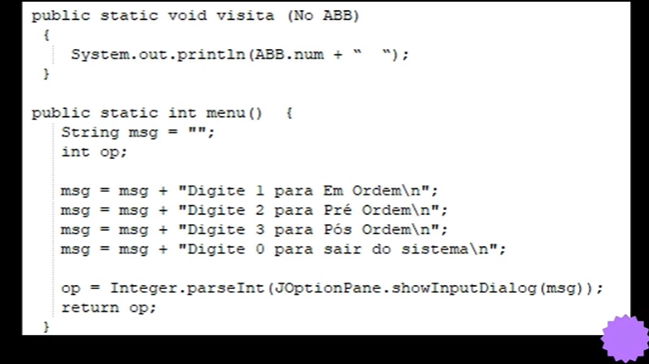 public static void visita (No ABB)
{
System.out.println(ABB.num + “  “);
}
public static int menu()  {
String msg = "";
int op;
msg = msg + "Digite 1 para Em Ordem\n";
msg = msg + "Digite 2 para Pré Ordem\n";
msg = msg + "Digite 3 para Pós Ordem\n";
msg = msg + "Digite 0 para sair do sistema\n";
op = Integer.parseInt(JOptionPane.showInputDialog(msg));
return op;
}